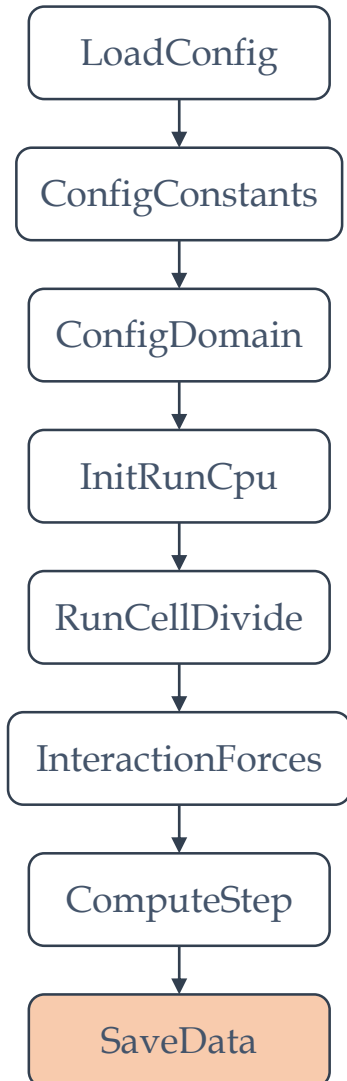 LoadConfig
ConfigConstants
ConfigDomain
InitRunCpu
RunCellDivide
InteractionForces
ComputeStep
SaveData